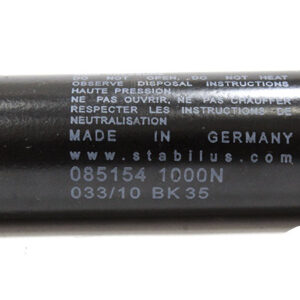 DO NOT OPEN, DO NOT HEAT
OBSERVE DISPOSAL INSTRUCTIONS
HAUTE PRESSION.
NE PAS OUVRIR, NE PAS CHAUFFER
RESPECTER LES INSTRUCTIONS DE
NEUTRALISATION
MADE IN GERMANY
www.stabilus.com
085154 1000N
033/10 BK35